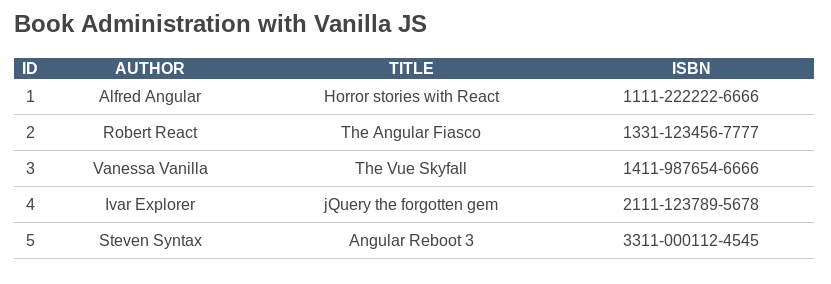 Book Administration with Vanilla JS
ID AUTHOR TITLE ISBN
1 Alfred Angular Horror stories with React 1111-222222-6666
2 Robert React The Angular Fiasco 1331-123456-7777
3 Vanessa Vanilla The Vue Skyfall 1411-987654-6666
4 Ivar Explorer jQuery the forgotten gem 2111-123789-5678
5 Steven Syntax Angular Reboot 3 3311-000112-4545